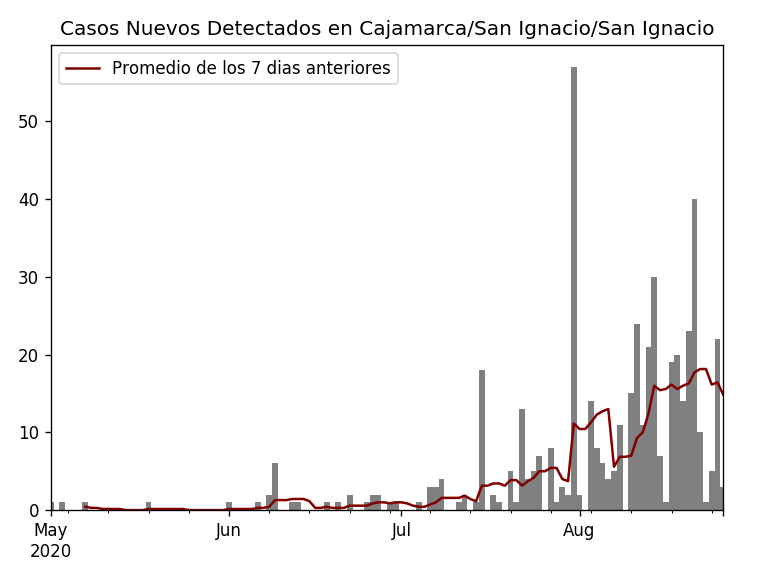 Casos Nuevos Detectados en Cajamarca/San Ignacio/San Ignacio
Promedio de los 7 dias anteriores
50
40
30
20
10
0
May Jun Jul Aug
2020